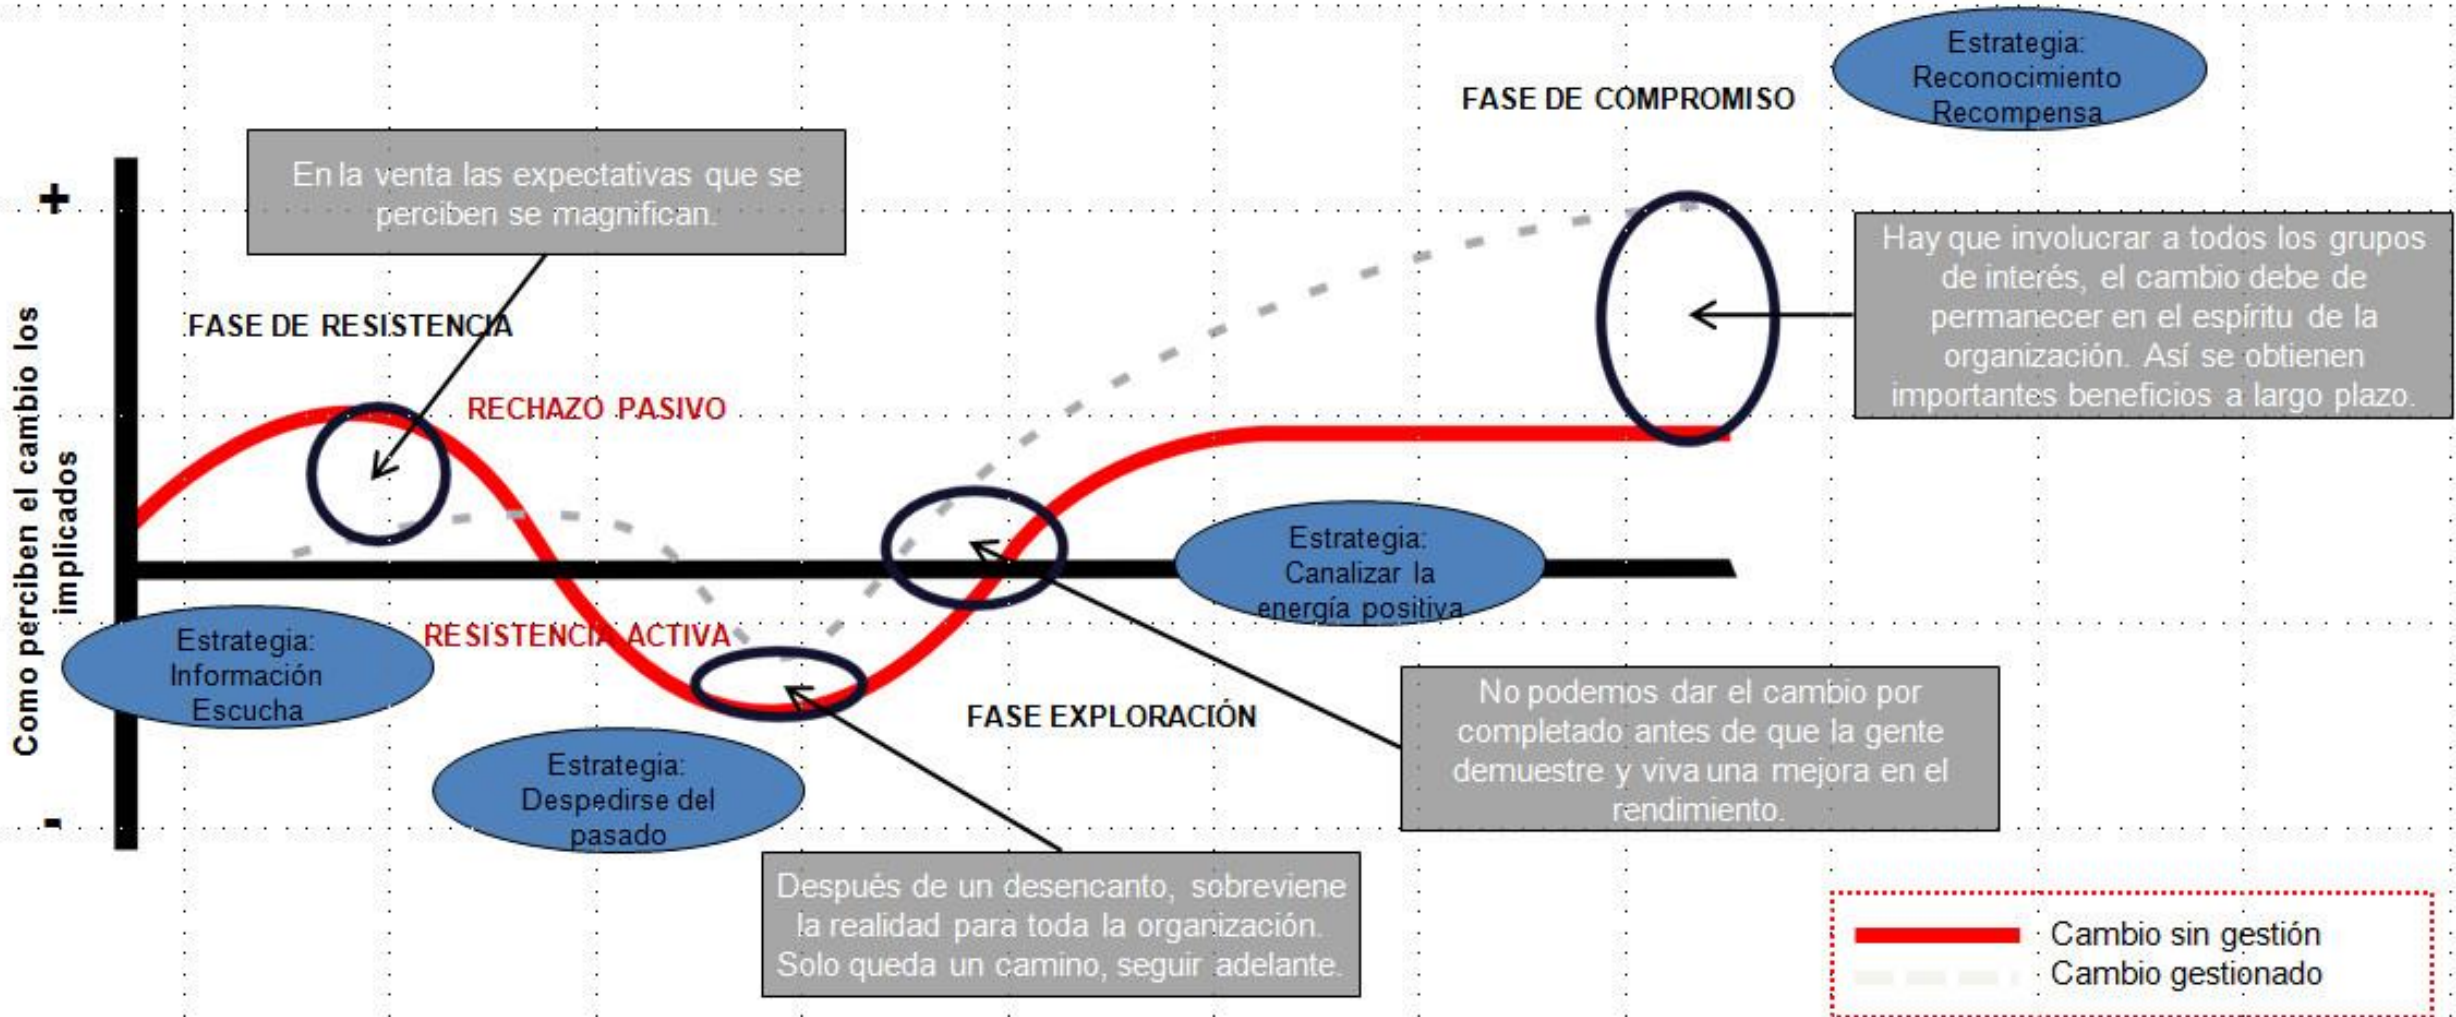 Estrategia:
Reconocimiento
Recompensa
FASE DE COMPROMISO
En la venta las expectativas que se
perciben se magnifican.
+
Hay que involucrar a todos los grupos
de interés, el cambio debe de
permanecer en el espíritu de la
organización. Así se obtienen
importantes beneficios a largo plazo.
FASE DE RESISTENCIA
RECHAZO PASIVO
Como perciben el cambio los
implicados
Estrategia:
Canalizar la
energía positiva
RESISTENCIA ACTIVA
Estrategia:
Información
Escucha
FASE EXPLORACIÓN
No podemos dar el cambio por
completado antes de que la gente
demuestre y viva una mejora en el
rendimiento.
Estrategia:
Despedirse del
pasado
-
Después de un desencanto, sobreviene
la realidad para toda la organización.
Solo queda un camino, seguir adelante.
Cambio sin gestión
Cambio gestionado